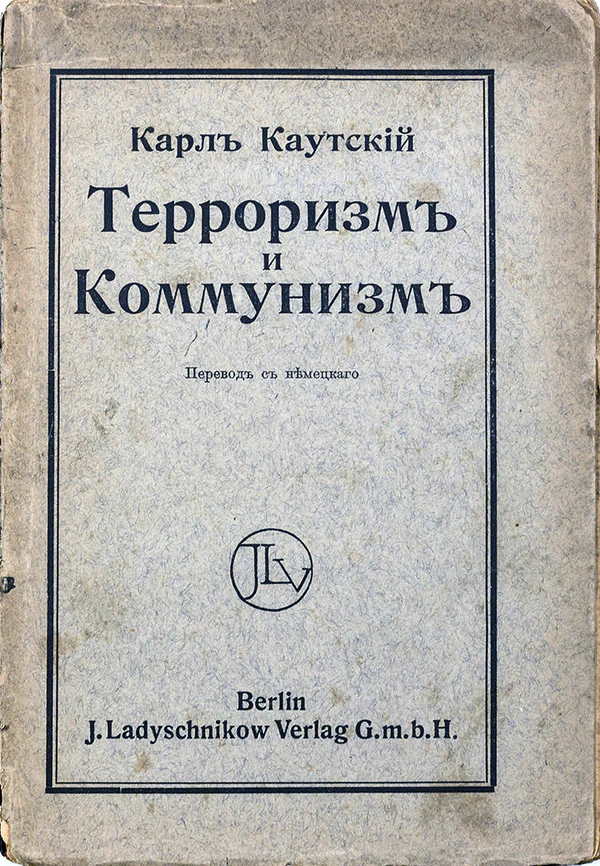 Карлъ Каутскій
Терроризмъ
и
Коммунизмъ
Переводъ съ нѣмецкаго
JLV
Berlin
J. Ladyschnikow Verlag G.m.b.H.